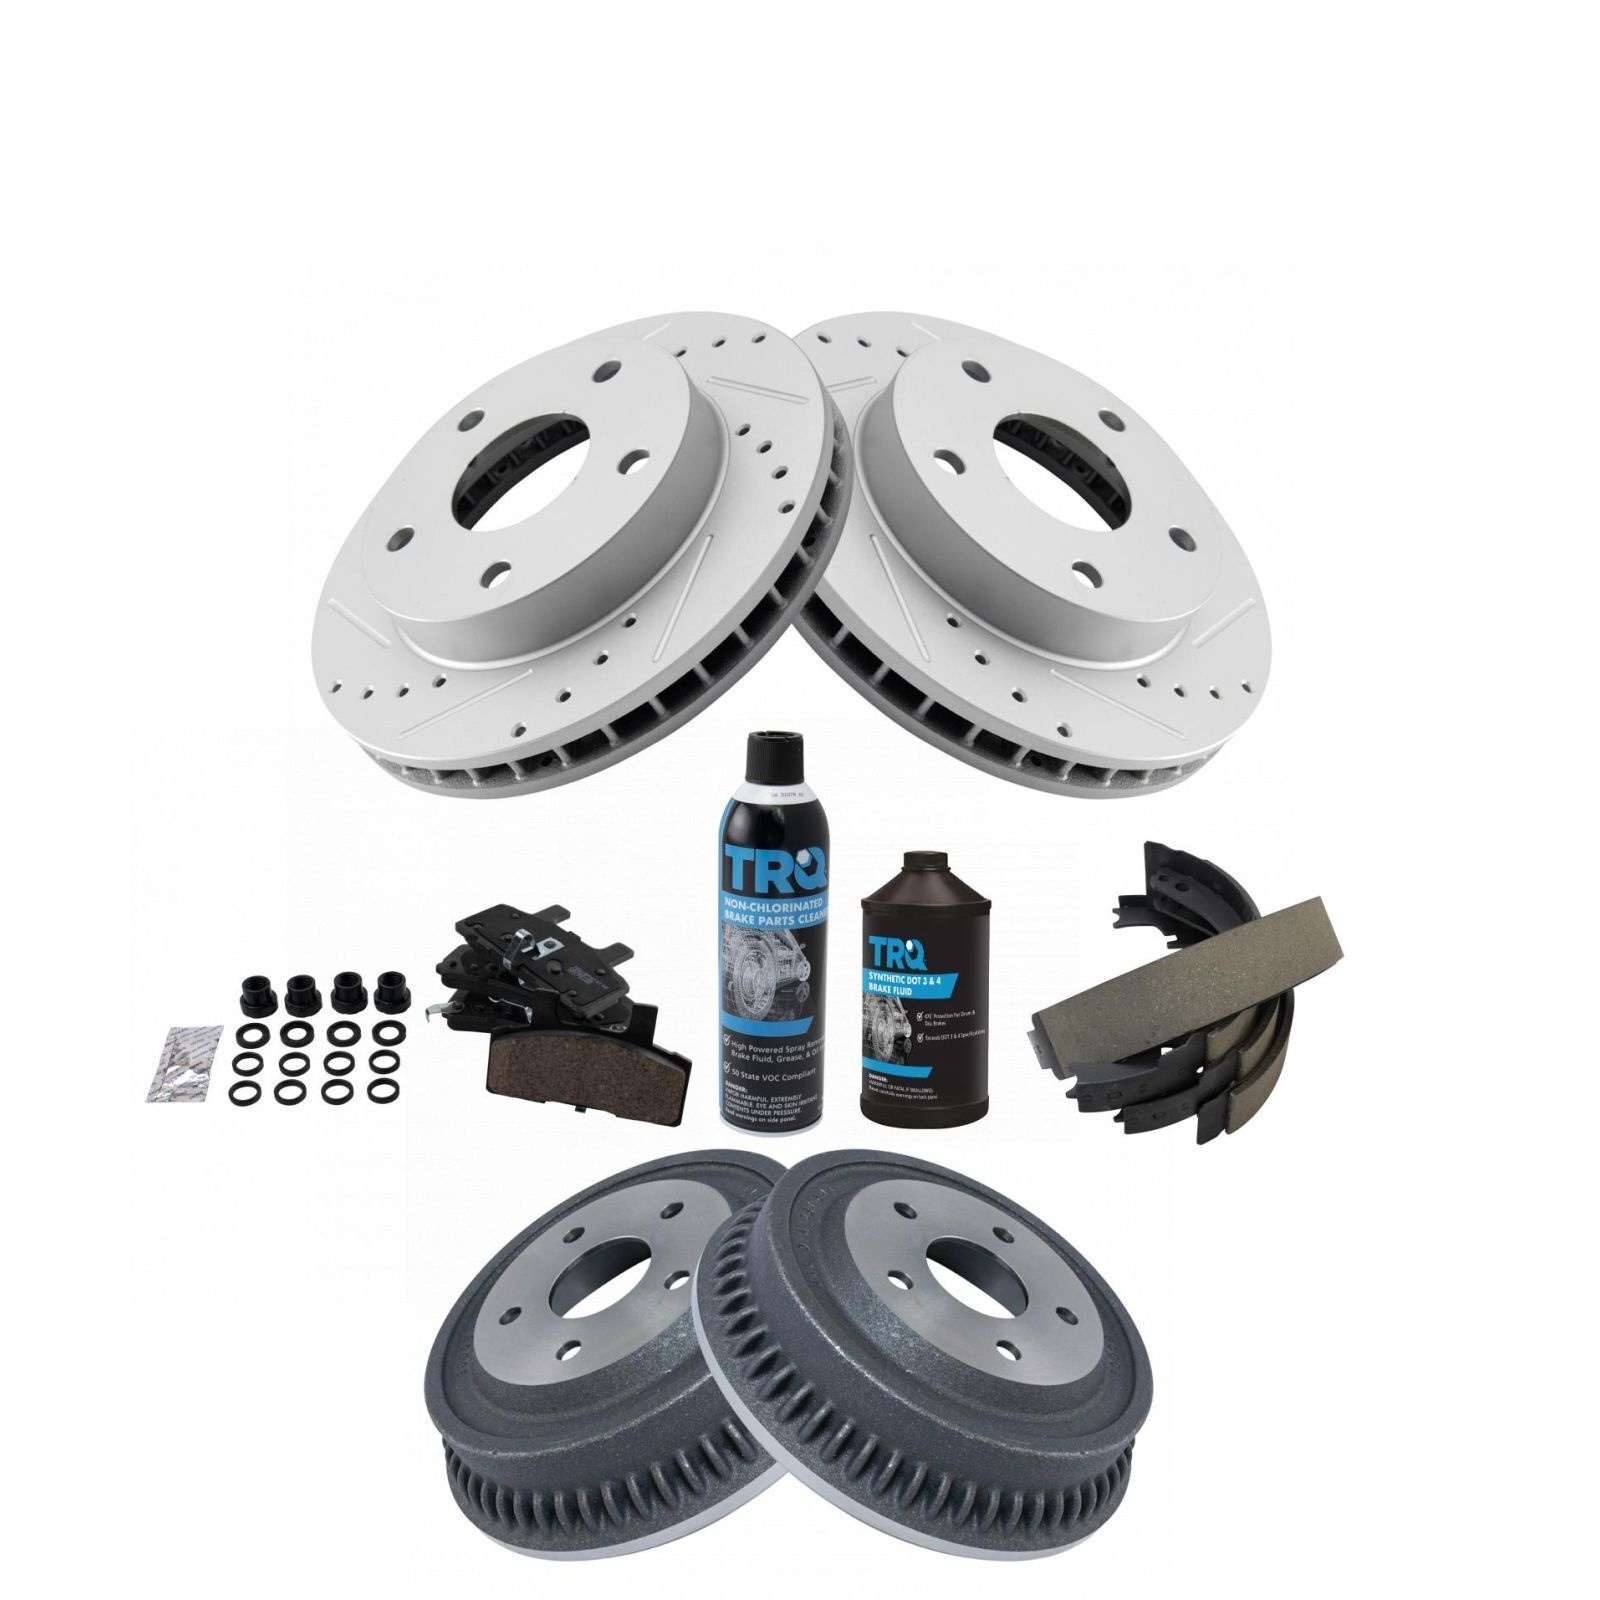 TRQ
NON-CHLORINATED
BRAKE PARTS CLEANE
High Powered Spray Remov
Brake Fluid, Grease, & Oil
50 State VOC Compliant
DANGER:
VAPOR HARMFUL. EXTREMELY
FLAMMABLE. EYE AND SKIN IRRITANT.
CONTENTS UNDER PRESSURE.
Read warnings on side panel.
TRQ
SYNTHETIC DOT 3 & 4
BRAKE FLUID
Protection For Drum &
Disc Brakes
Exceeds DOT 3 & 4 Specifications
DANGER:
HARMFUL OR FATAL IF SWALLOWED.
Read carefully warnings on back panel.